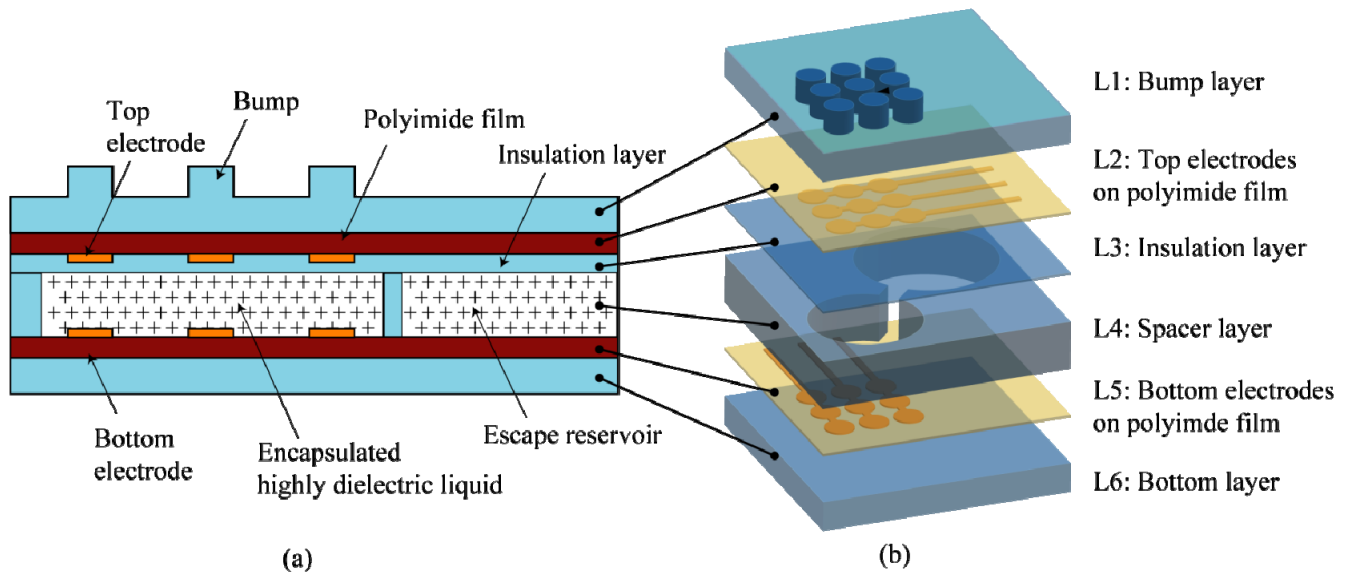 Top
electrode
Bump
Polyimide film
Insulation layer
Bottom
electrode
Encapsulated
highly dielectric liquid
Escape reservoir
(a)
L1: Bump layer
L2: Top electrodes
on polyimide film
L3: Insulation layer
L4: Spacer layer
L5: Bottom electrodes
on polyimde film
L6: Bottom layer
(b)